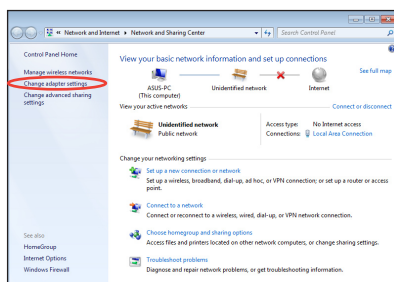 « Network and Internet ▸ Network and Sharing Center
Search Control Panel
Control Panel Home
Manage wireless networks
Change adapter settings
Change advanced sharing
settings
See also
HomeGroup
Internet Options
Windows Firewall
View your basic network information and set up connections
See full map
ASUS-PC
(This computer)
Unidentified network
Internet
View your active networks
Connect or disconnect
Unidentified network
Public network
Access type: No Internet access
Connections: Local Area Connection
Change your networking settings
Set up a new connection or network
Set up a wireless, broadband, dial-up, ad hoc, or VPN connection; or set up a router or access
point.
Connect to a network
Connect or reconnect to a wireless, wired, dial-up, or VPN network connection.
Choose homegroup and sharing options
Access files and printers located on other network computers, or change sharing settings.
Troubleshoot problems
Diagnose and repair network problems, or get troubleshooting information.